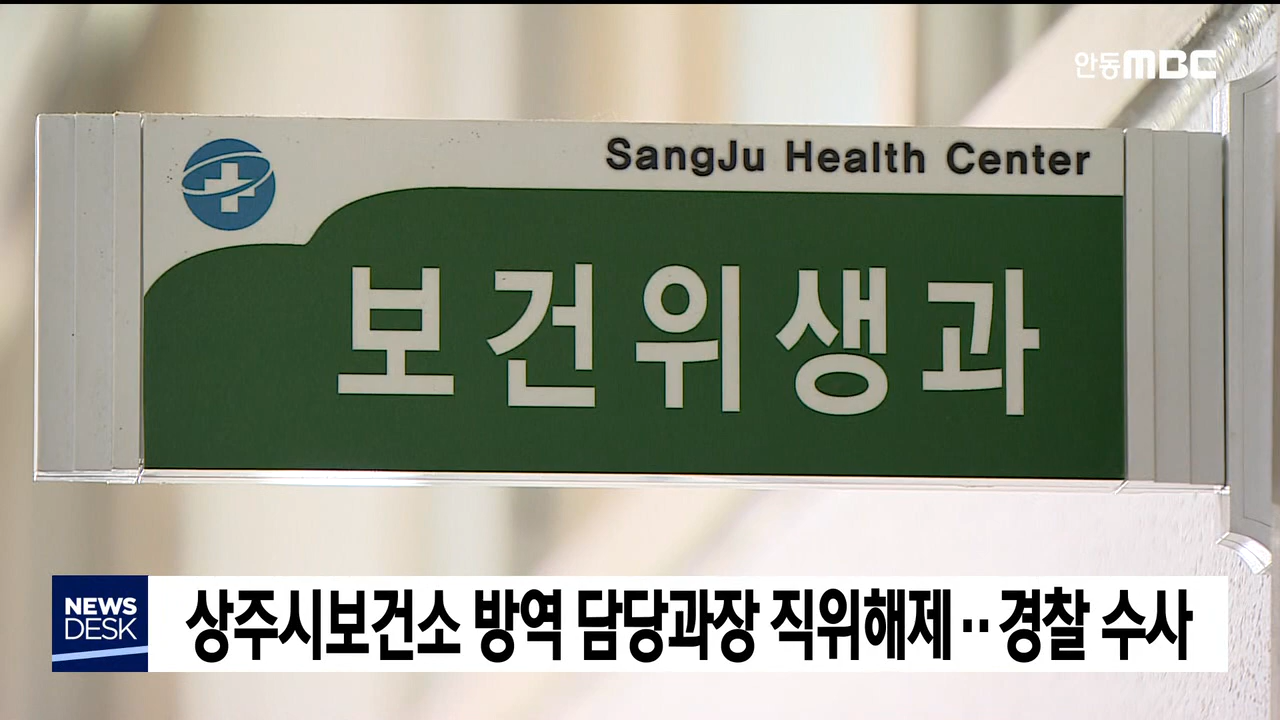 안동MBC
SangJu Health Center
보건위생과
NEWS
DESK
상주시보건소 방역 담당과장 직위해제‥경찰 수사